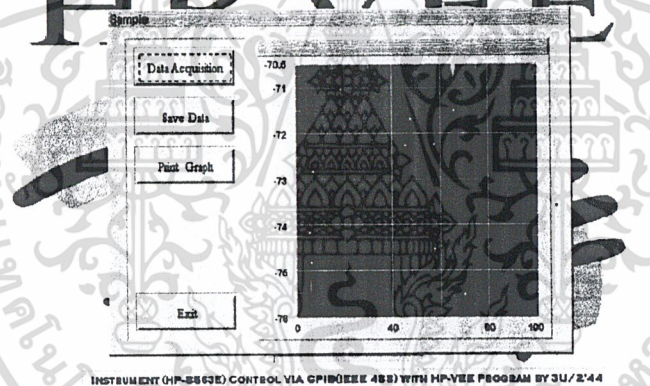 Sample
Data Acquisition
Save Data
Print Graph
Exit
-70.6
-71
-72
-73
-74
-76
-78
0 40 80 100
INSTRUMENT (HP-8563E) CONTROL VIA GPIB(IEEE 488) WITH HP-VEE PROGRAM BY 3U / 2'44